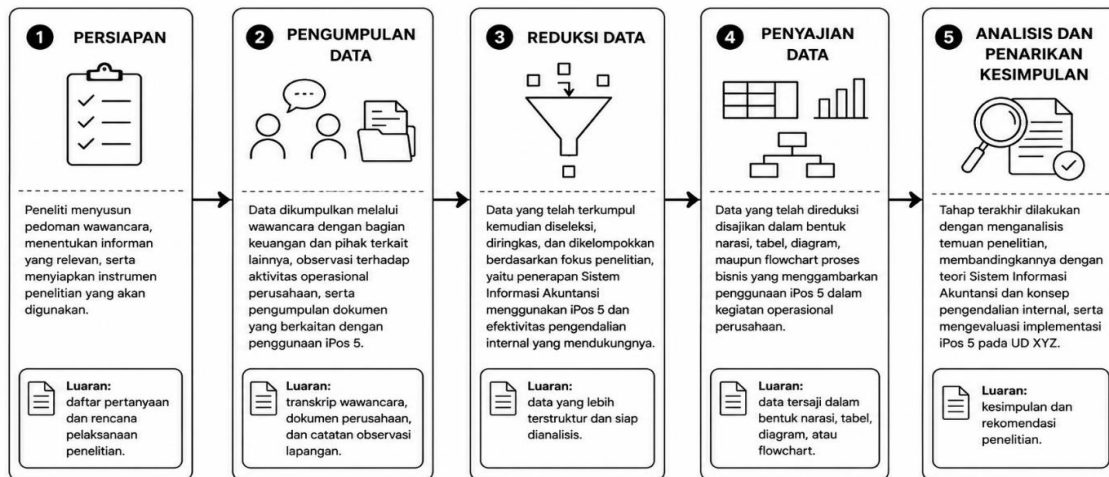 1 PERSIAPAN
Peneliti menyusun
pedoman wawancara,
menentukan informan
yang relevan, serta
menyiapkan instrumen
penelitian yang akan
digunakan.
Luaran:
daftar pertanyaan
dan rencana
pelaksanaan
penelitian.
2 PENGUMPULAN
DATA
Data dikumpulkan melalui
wawancara dengan bagian
keuangan dan pihak terkait
lainnya, observasi terhadap
aktivitas operasional
perusahaan, serta
pengumpulan dokumen
yang berkaitan dengan
penggunaan iPos 5.
Luaran:
transkrip wawancara,
dokumen perusahaan,
dan catatan observasi
lapangan.
3 REDUKSI DATA
Data yang telah terkumpul
kemudian diseleksi,
diringkas, dan dikelompokkan
berdasarkan fokus penelitian,
yaitu penerapan Sistem
Informasi Akuntansi
menggunakan iPos 5 dan
efektivitas pengendalian
internal yang mendukungnya.
Luaran:
data yang lebih
terstruktur dan siap
dianalisis.
4 PENYAJIAN
DATA
Data yang telah direduksi
disajikan dalam bentuk
narasi, tabel, diagram,
maupun flowchart proses
bisnis yang menggambarkan
penggunaan iPos 5 dalam
kegiatan operasional
perusahaan.
Luaran:
data tersaji dalam
bentuk narasi, tabel,
diagram, atau
flowchart.
5 ANALISIS DAN
PENARIKAN
KESIMPULAN
Tahap terakhir dilakukan
dengan menganalisis
temuan penelitian,
membandingkannya dengan
teori Sistem Informasi
Akuntansi dan konsep
pengendalian internal, serta
mengevaluasi implementasi
iPos 5 pada UD XYZ.
Luaran:
kesimpulan dan
rekomendasi
penelitian.